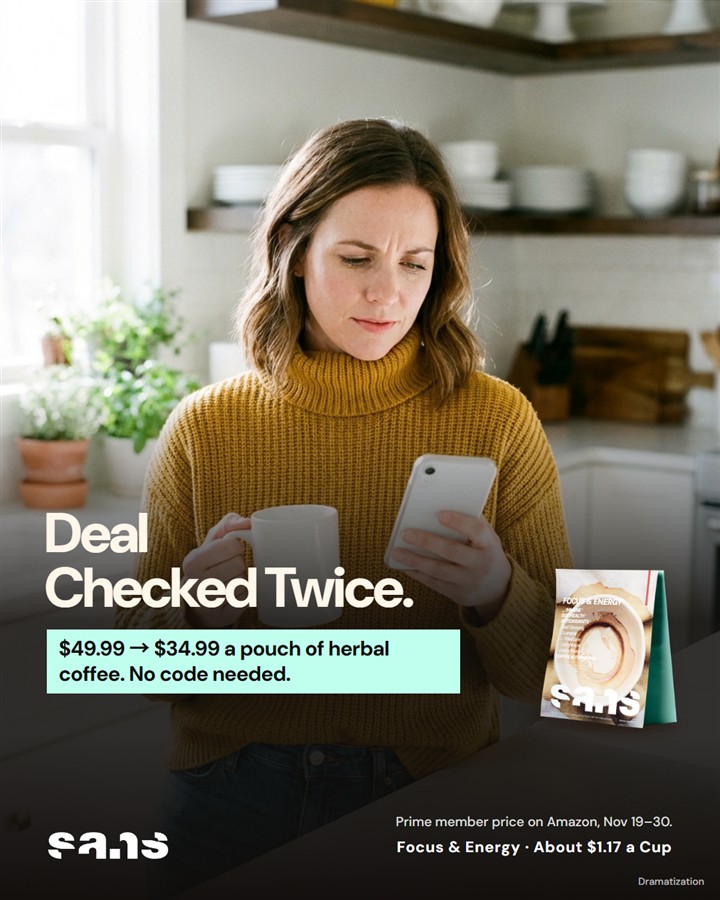 Deal
Checked Twice.
$49.99 → $34.99 a pouch of herbal
coffee. No code needed.
FOCUS & ENERGY
sans
Prime member price on Amazon, Nov 19–30.
sans
Focus & Energy · About $1.17 a Cup
Dramatization